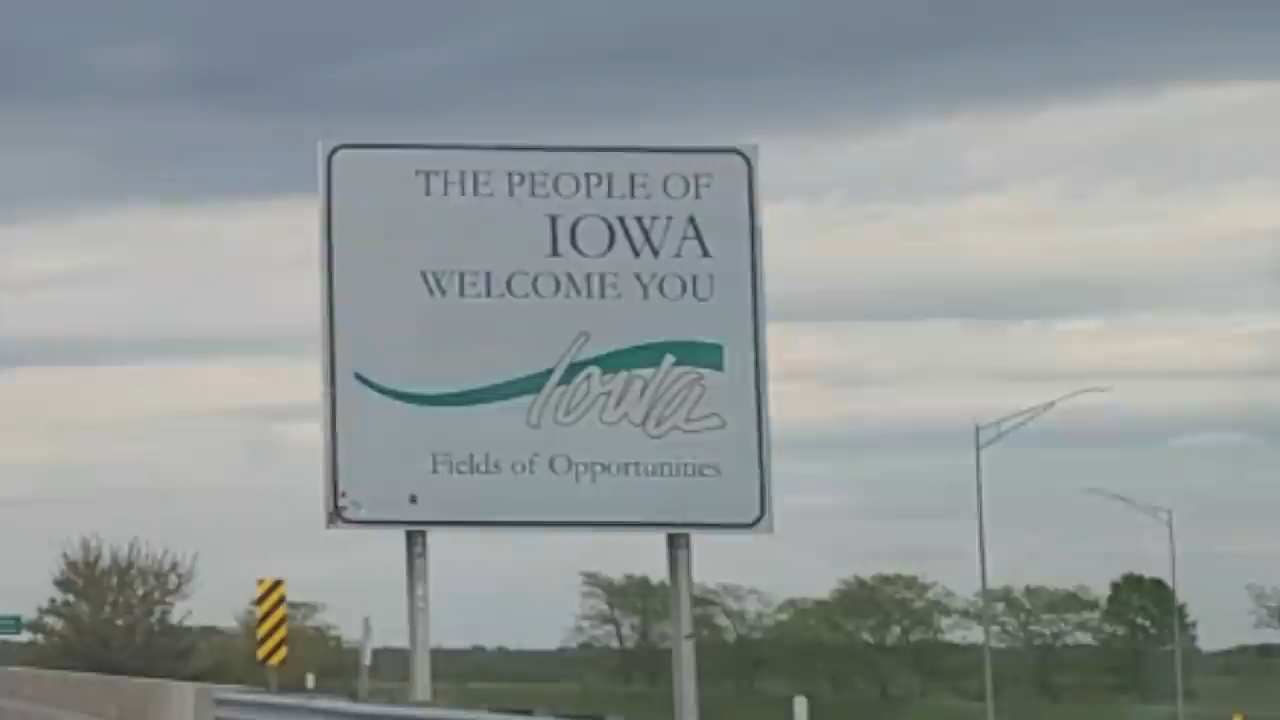 THE PEOPLE OF
IOWA
WELCOME YOU
Iowa
Fields of Opportunities